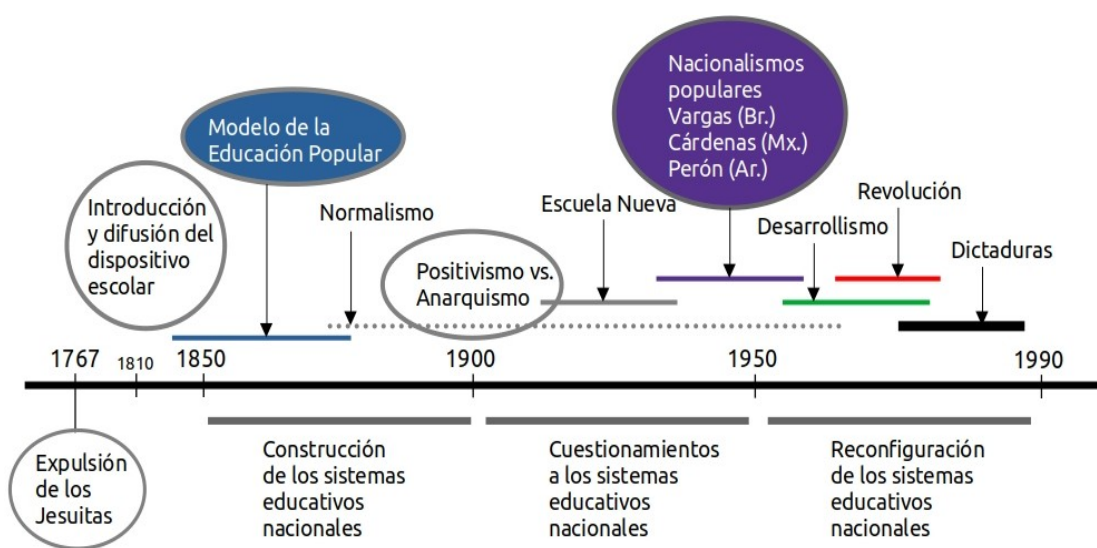 Nacionalismos
populares
Vargas (Br.)
Cárdenas (Mx.)
Perón (Ar.)
Modelo de la
Educación Popular
Introducción
y difusión del
dispositivo
escolar
Normalismo
Positivismo vs.
Anarquismo
Escuela Nueva
Desarrollismo
Revolución
Dictaduras
1767
1810
1850
1900
1950
1990
Expulsión
de los
Jesuitas
Construcción
de los sistemas
educativos
nacionales
Cuestionamientos
a los sistemas
educativos
nacionales
Reconfiguración
de los sistemas
educativos
nacionales